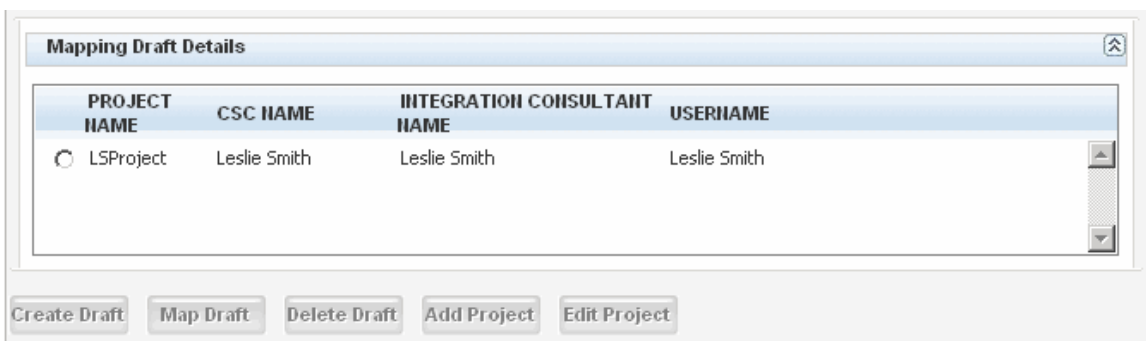 Mapping Draft Details
PROJECT NAME CSC NAME INTEGRATION CONSULTANT NAME USERNAME
LSProject Leslie Smith Leslie Smith Leslie Smith
Create Draft Map Draft Delete Draft Add Project Edit Project